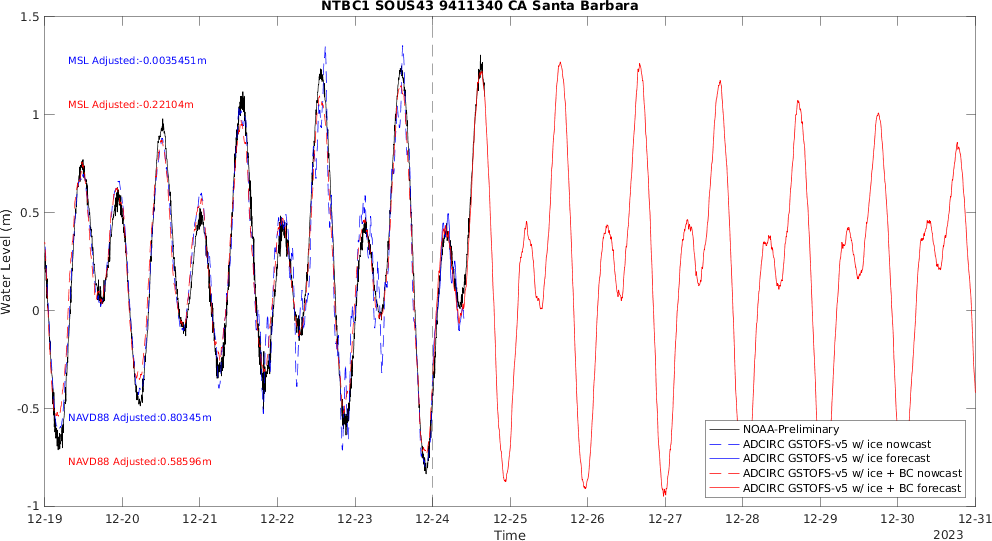 NTBC1 SOUS43 9411340 CA Santa Barbara
1.5
MSL Adjusted:-0.0035451m
MSL Adjusted:-0.22104m
1
0.5
Water Level (m)
0
-0.5
NAVD88 Adjusted:0.80345m
NAVD88 Adjusted:0.58596m
NOAA-Preliminary
ADCIRC GSTOFS-v5 w/ ice nowcast
ADCIRC GSTOFS-v5 w/ ice forecast
ADCIRC GSTOFS-v5 w/ ice + BC nowcast
ADCIRC GSTOFS-v5 w/ ice + BC forecast
-1
12-19 12-20 12-21 12-22 12-23 12-24 12-25 12-26 12-27 12-28 12-29 12-30 12-31
Time
2023